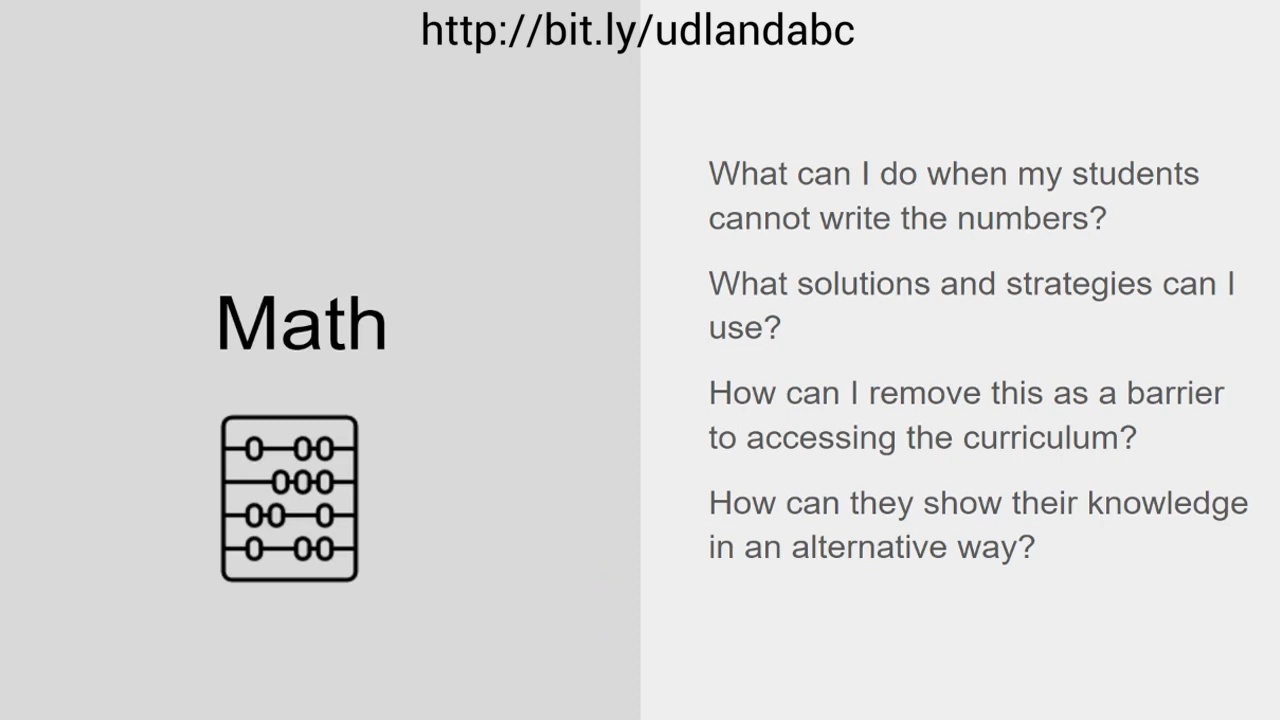 http://bit.ly/udlandabc
Math
What can I do when my students
cannot write the numbers?
What solutions and strategies can I
use?
How can I remove this as a barrier
to accessing the curriculum?
How can they show their knowledge
in an alternative way?